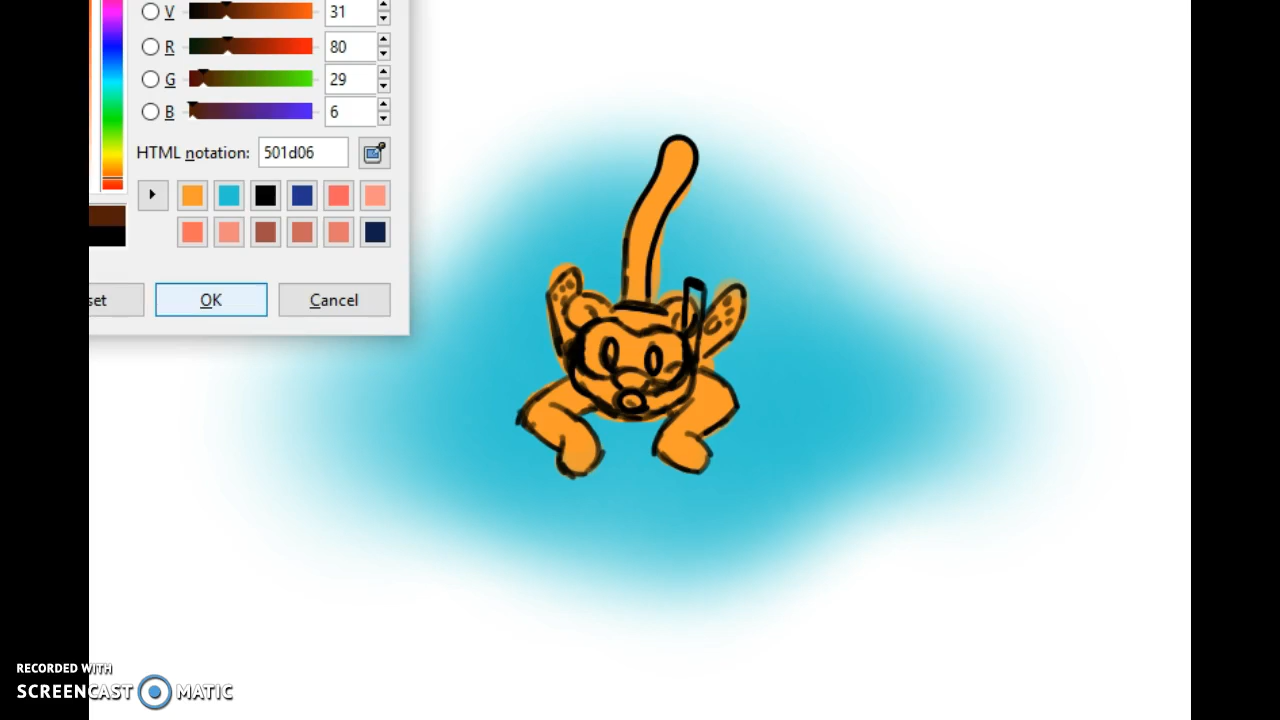 V 31
R 80
G 29
B 6
HTML notation: 501d06
set OK Cancel
RECORDED WITH
SCREENCAST MATIC